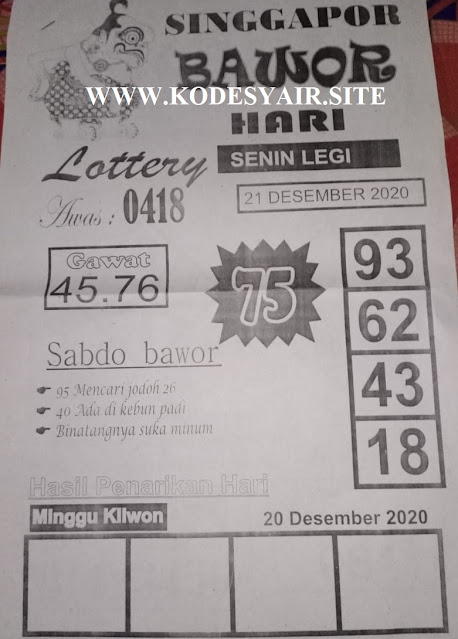 SINGGAPOR
BAWOR
WWW.KODESYAIR.SITE
HARI
Lottery
SENIN LEGI
21 DESEMBER 2020
Awas : 0418
Gawat
45.76
75
93
62
43
18
Sabdo bawor
95 Mencari jodoh 26
40 Ada di kebun padi
Binatangnya suka minum
Hasil Penarikan Hari
Minggu Kliwon
20 Desember 2020